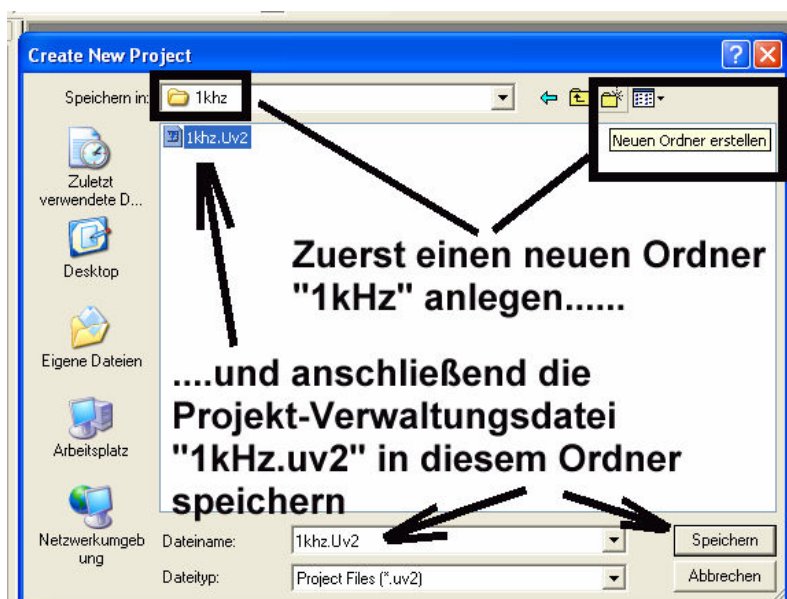 Create New Project
Speichern in:
1khz
1khz.Uv2
Neuen Ordner erstellen
Zuletzt
verwendete D...
Desktop
Eigene Dateien
Arbeitsplatz
Netzwerkumgeb
ung
Zuerst einen neuen Ordner
"1kHz" anlegen......
....und anschließend die
Projekt-Verwaltungsdatei
"1kHz.uv2" in diesem Ordner
speichern
Dateiname:
1khz.Uv2
Speichern
Dateityp:
Project Files (*.uv2)
Abbrechen